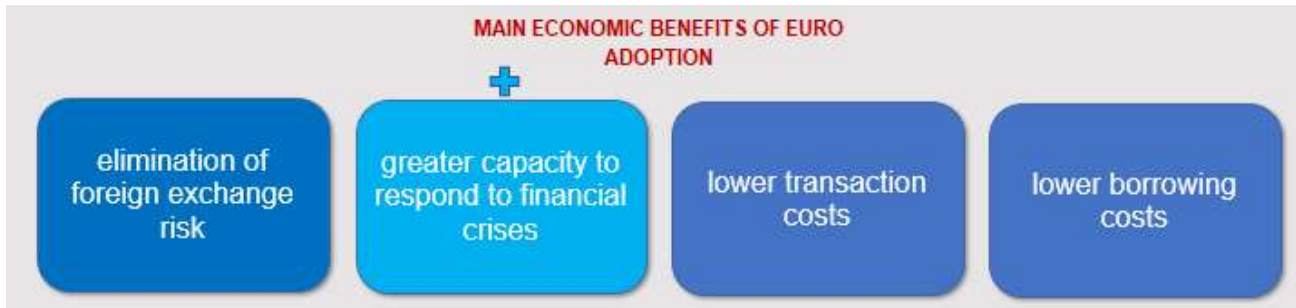 MAIN ECONOMIC BENEFITS OF EURO
ADOPTION
elimination of
foreign exchange
risk
greater capacity to
respond to financial
crises
lower transaction
costs
lower borrowing
costs